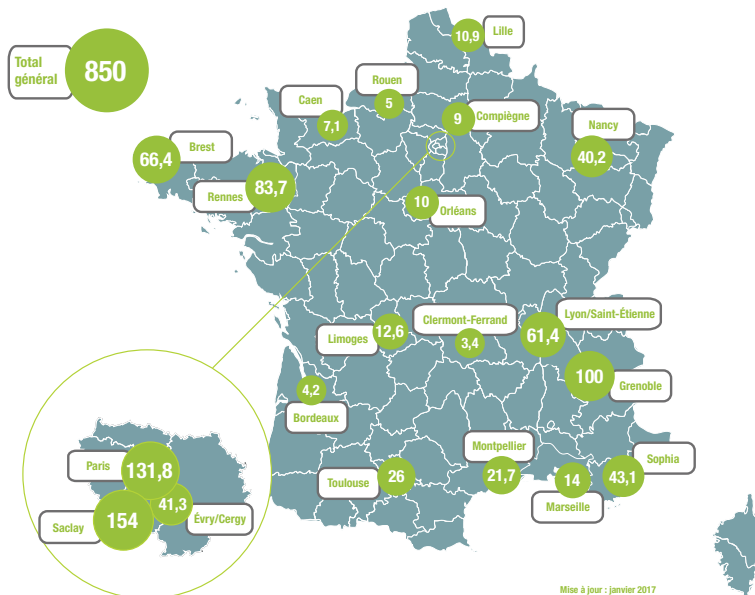 Total
général
850
Lille
10,9
Rouen
5
Caen
7,1
Compiègne
9
Nancy
40,2
Brest
66,4
Rennes
83,7
10
Orléans
Clermont-Ferrand
3,4
Lyon/Saint-Étienne
61,4
Limoges
12,6
100
Grenoble
4,2
Bordeaux
Montpellier
21,7
Toulouse
26
14
Marseille
Sophia
43,1
Paris
131,8
Saclay
154
41,3
Évry/Cergy
Mise à jour : janvier 2017